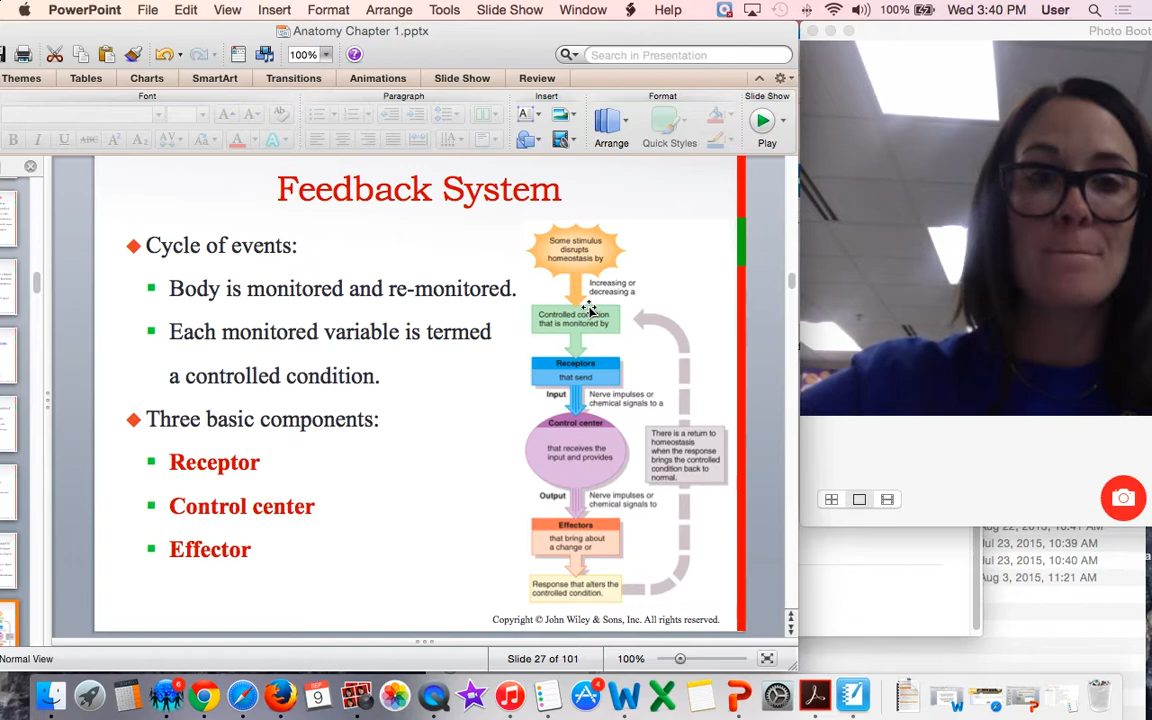 PowerPoint File Edit View Insert Format Arrange Tools Slide Show Window Help 100% Wed 3:40 PM User
Anatomy Chapter 1.pptx
Photo Boot
100% Search in Presentation
Themes Tables Charts SmartArt Transitions Animations Slide Show Review
Font Paragraph Insert Format Slide Show
Arrange Quick Styles Play
Feedback System
Cycle of events:
Body is monitored and re-monitored.
Each monitored variable is termed
a controlled condition.
Three basic components:
Receptor
Control center
Effector
Some stimulus
disrupts
homeostasis by
Increasing or
decreasing a
Controlled condition
that is monitored by
Receptors
that send
Input
Nerve impulses or
chemical signals to a
Control center
that receives the
input and provides
There is a return to
homeostasis
when the response
brings the controlled
condition back to
normal.
Output
Nerve impulses or
chemical signals to
Effectors
that bring about
a change or
Response that alters the
controlled condition.
Copyright © John Wiley & Sons, Inc. All rights reserved.
Jul 23, 2015, 10:39 AM
Jul 23, 2015, 10:40 AM
Aug 3, 2015, 11:21 AM
Normal View Slide 27 of 101 100%
SEP
9
6
4